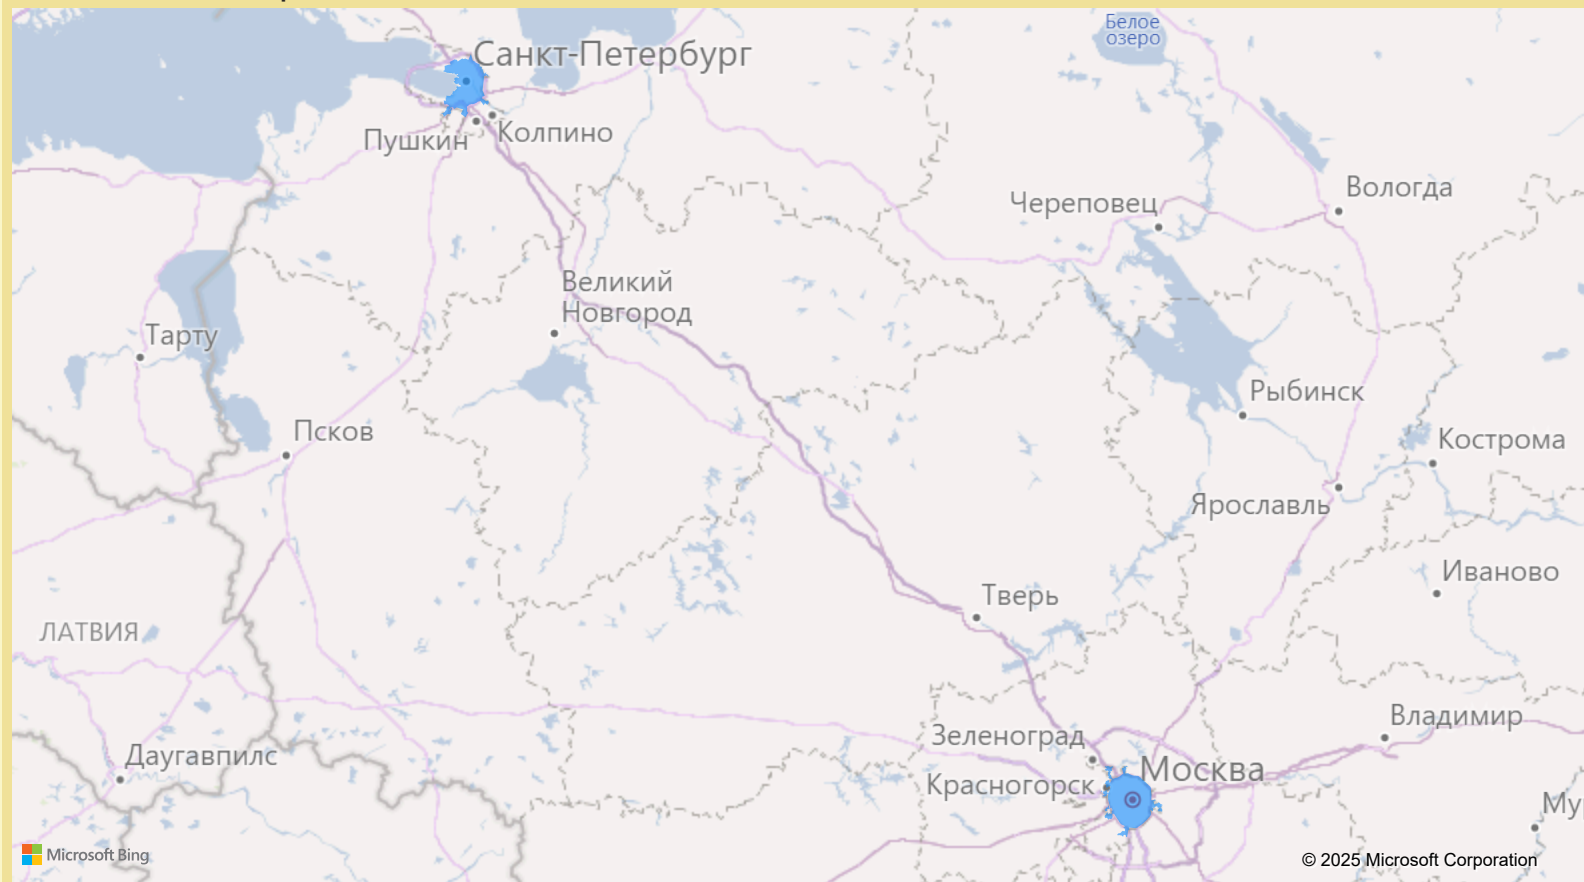 Белое
озеро
Санкт-Петербург
Пушкин
Колпино
Вологда
Череповец
Великий
Новгород
Тарту
Рыбинск
Псков
Кострома
Ярославль
Иваново
Тверь
ЛАТВИЯ
Владимир
Зеленоград
Даугавпилс
Москва
Красногорск
Му
Microsoft Bing
© 2025 Microsoft Corporation